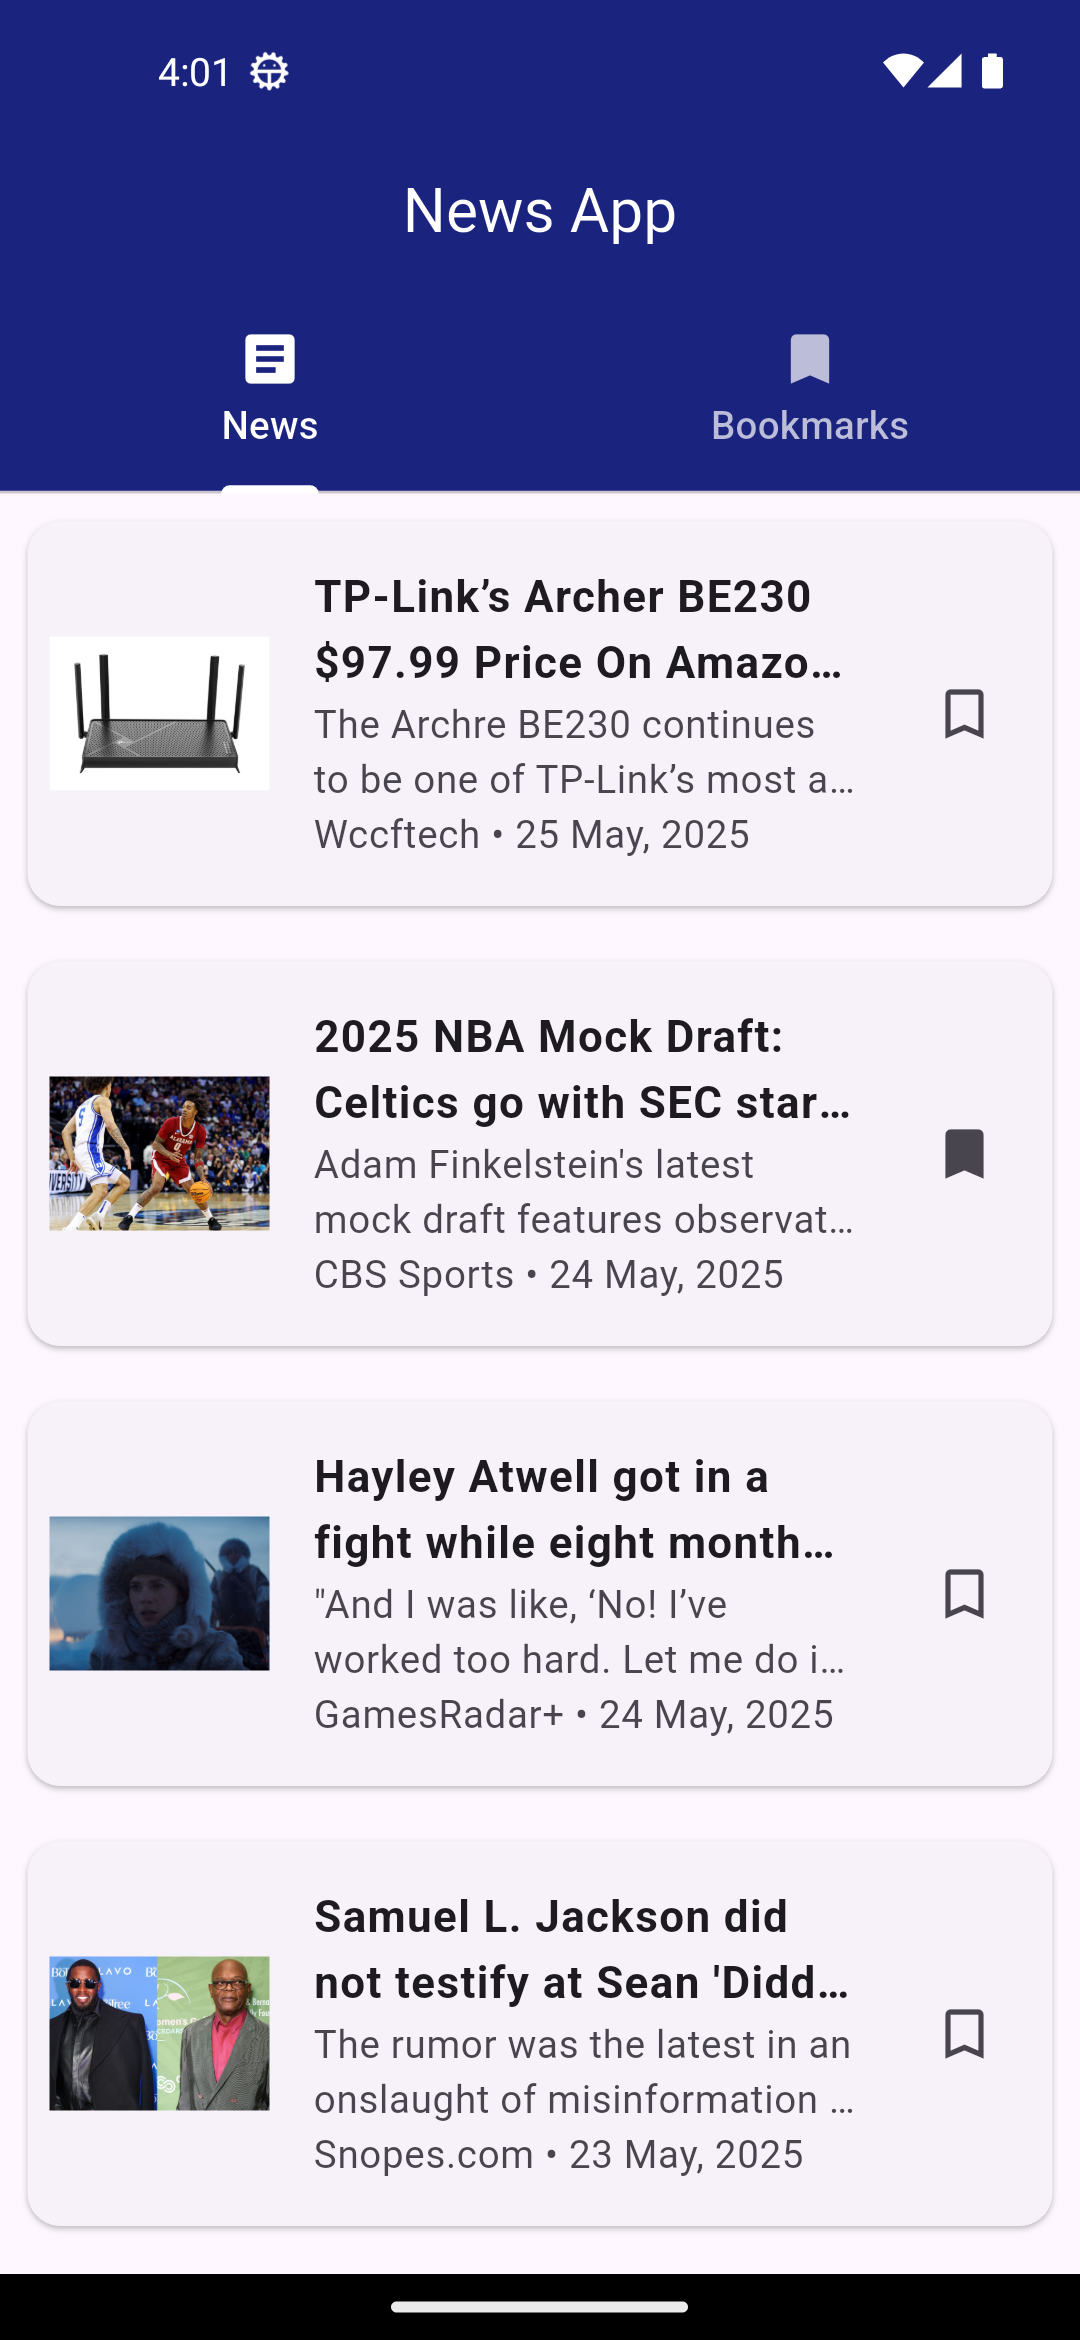 4:01
News App
News
Bookmarks
TP-Link’s Archer BE230
$97.99 Price On Amazo…
The Archre BE230 continues
to be one of TP-Link’s most a…
Wccftech • 25 May, 2025
2025 NBA Mock Draft:
Celtics go with SEC star…
Adam Finkelstein's latest
mock draft features observat…
CBS Sports • 24 May, 2025
Hayley Atwell got in a
fight while eight month…
"And I was like, ‘No! I’ve
worked too hard. Let me do i…
GamesRadar+ • 24 May, 2025
Samuel L. Jackson did
not testify at Sean 'Didd…
The rumor was the latest in an
onslaught of misinformation …
Snopes.com • 23 May, 2025